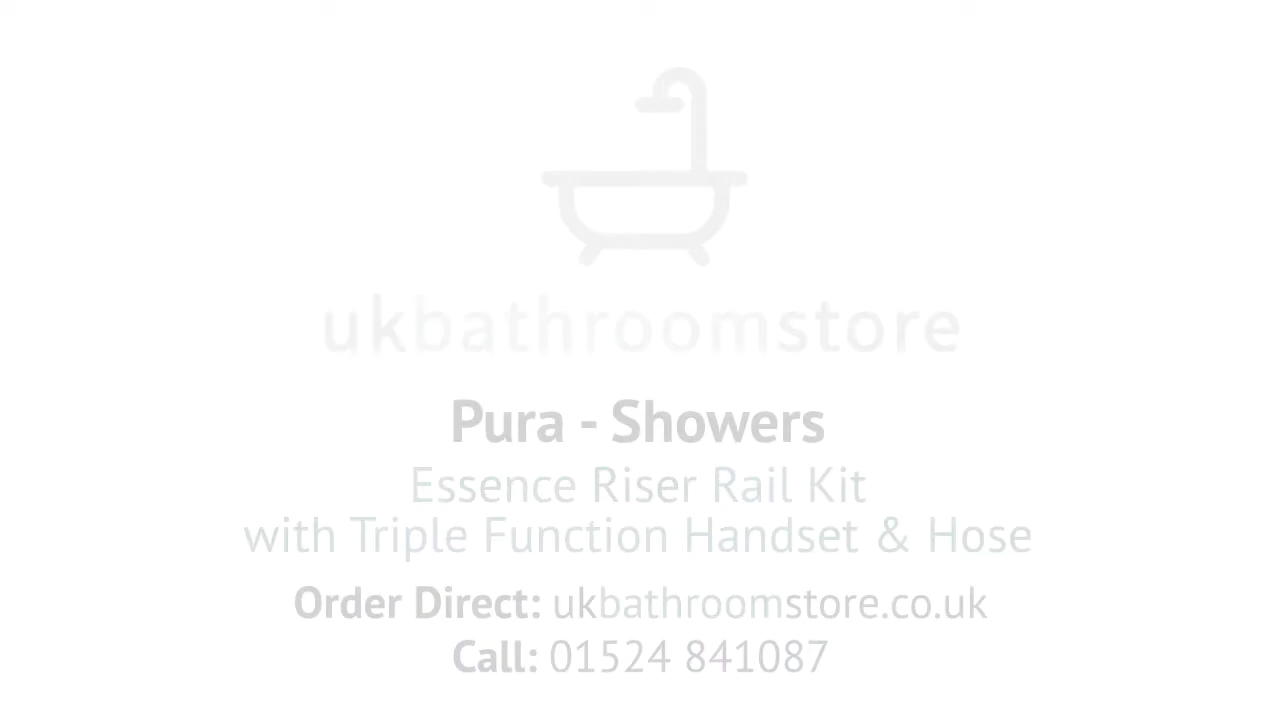 ukbathroomstore
Pura - Showers
Essence Riser Rail Kit
with Triple Function Handset & Hose
Order Direct: ukbathroomstore.co.uk
Call: 01524 841087